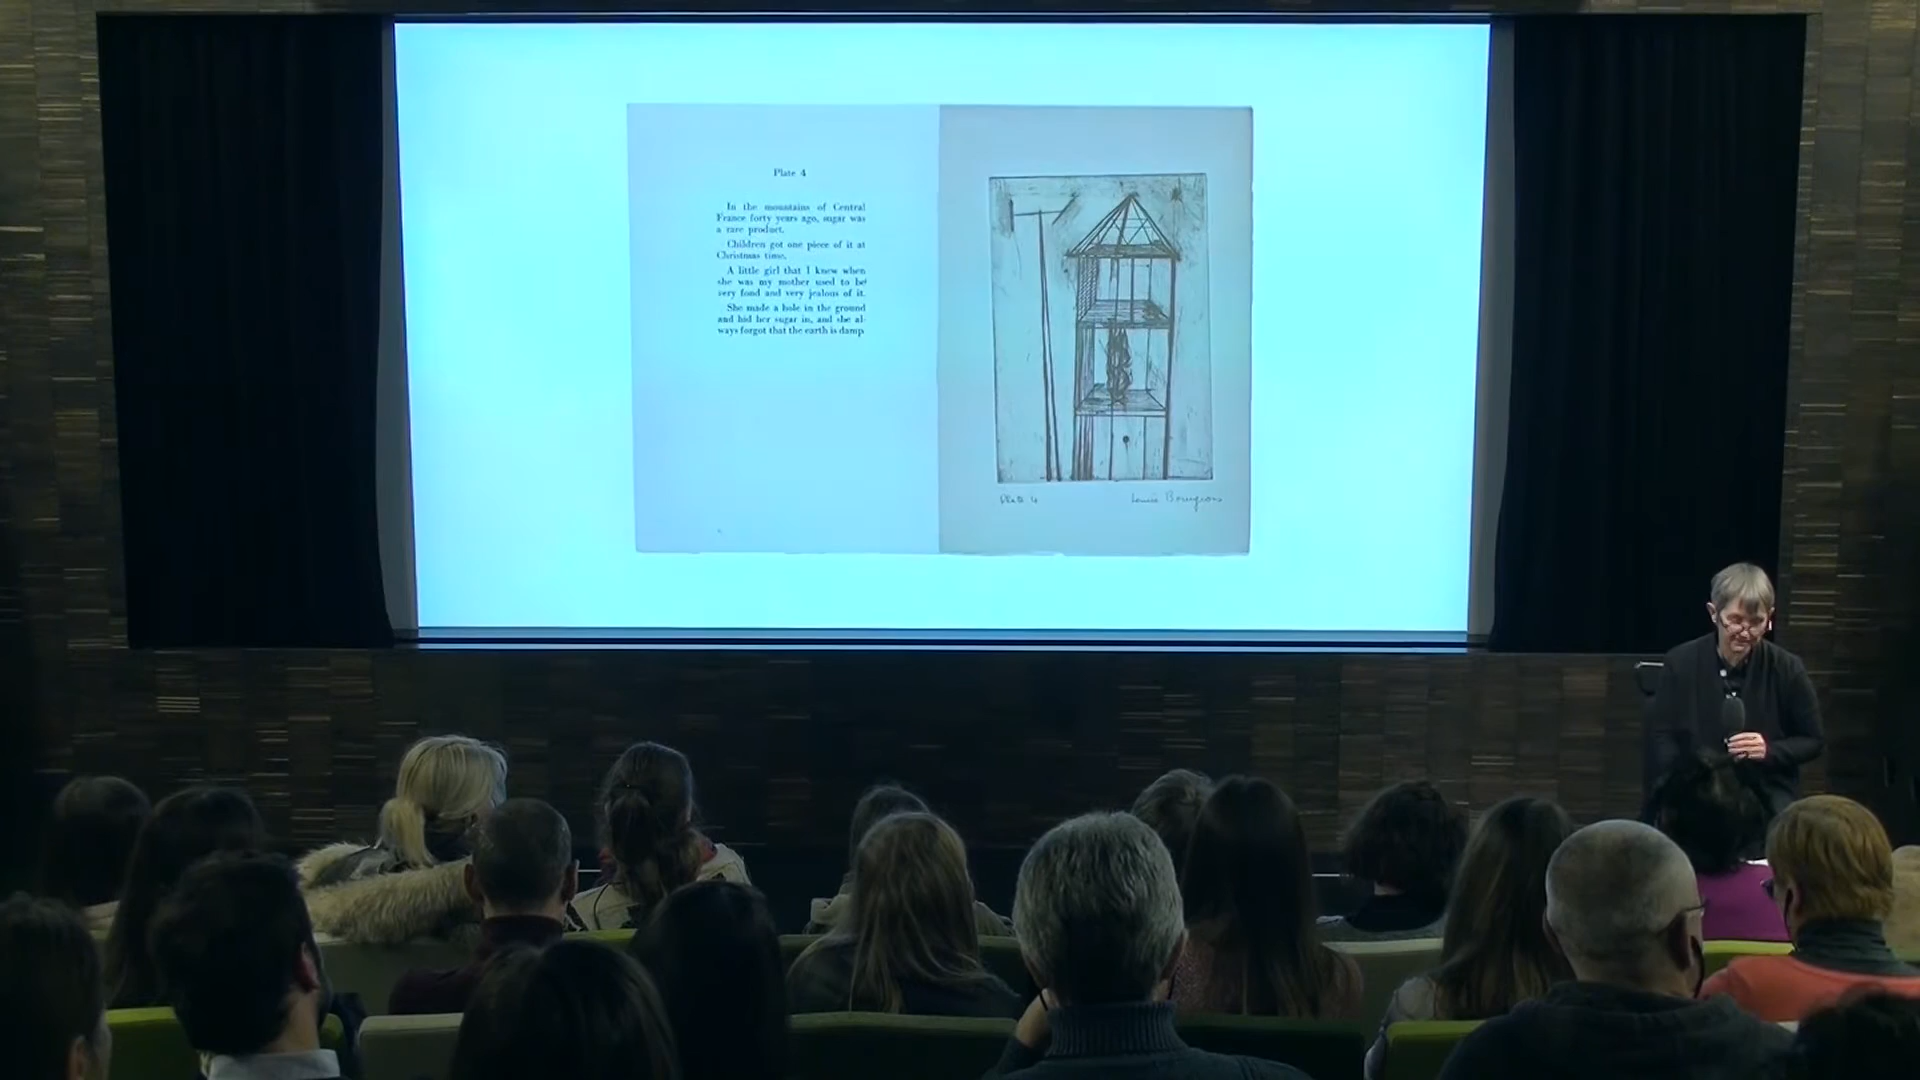 Plate 4
In the mountains of Central
France forty years ago, sugar was
a rare product.
Children got one piece of it at
Christmas time.
A little girl that I knew when
she was my mother used to be
very fond and very jealous of it.
She made a hole in the ground
and hid her sugar in, and she al-
ways forgot that the earth is damp.
Plate 4
Louise Bourgeois